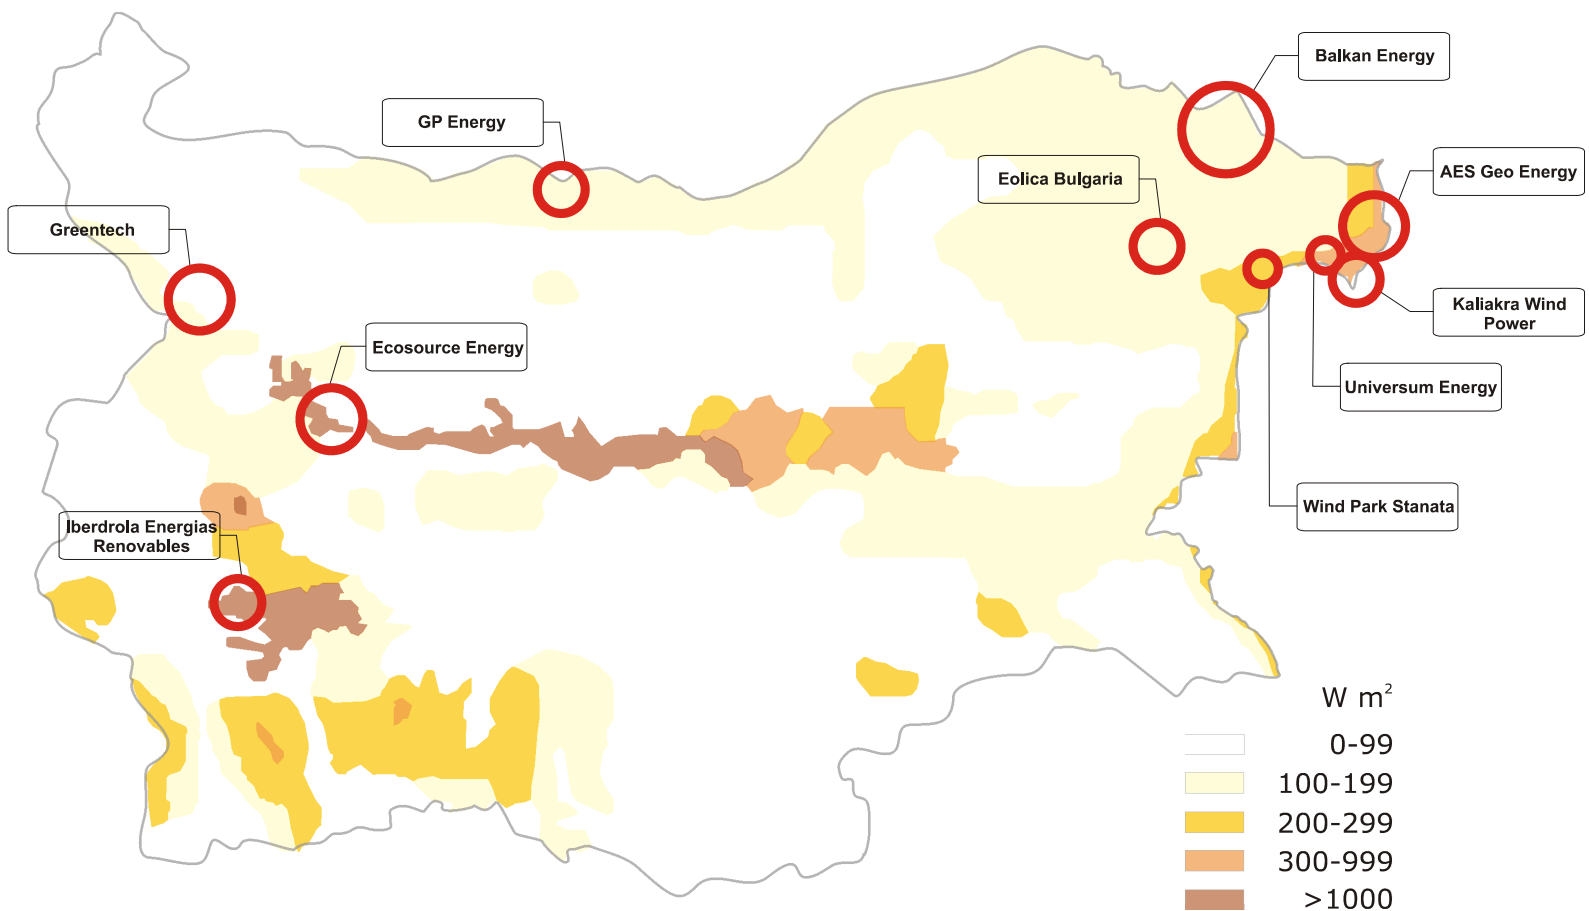 Balkan Energy
GP Energy
Eolica Bulgaria
AES Geo Energy
Greentech
Kaliakra Wind
Power
Ecosource Energy
Universum Energy
Wind Park Stanata
Iberdrola Energias
Renovables
W m²
0-99
100-199
200-299
300-999
>1000